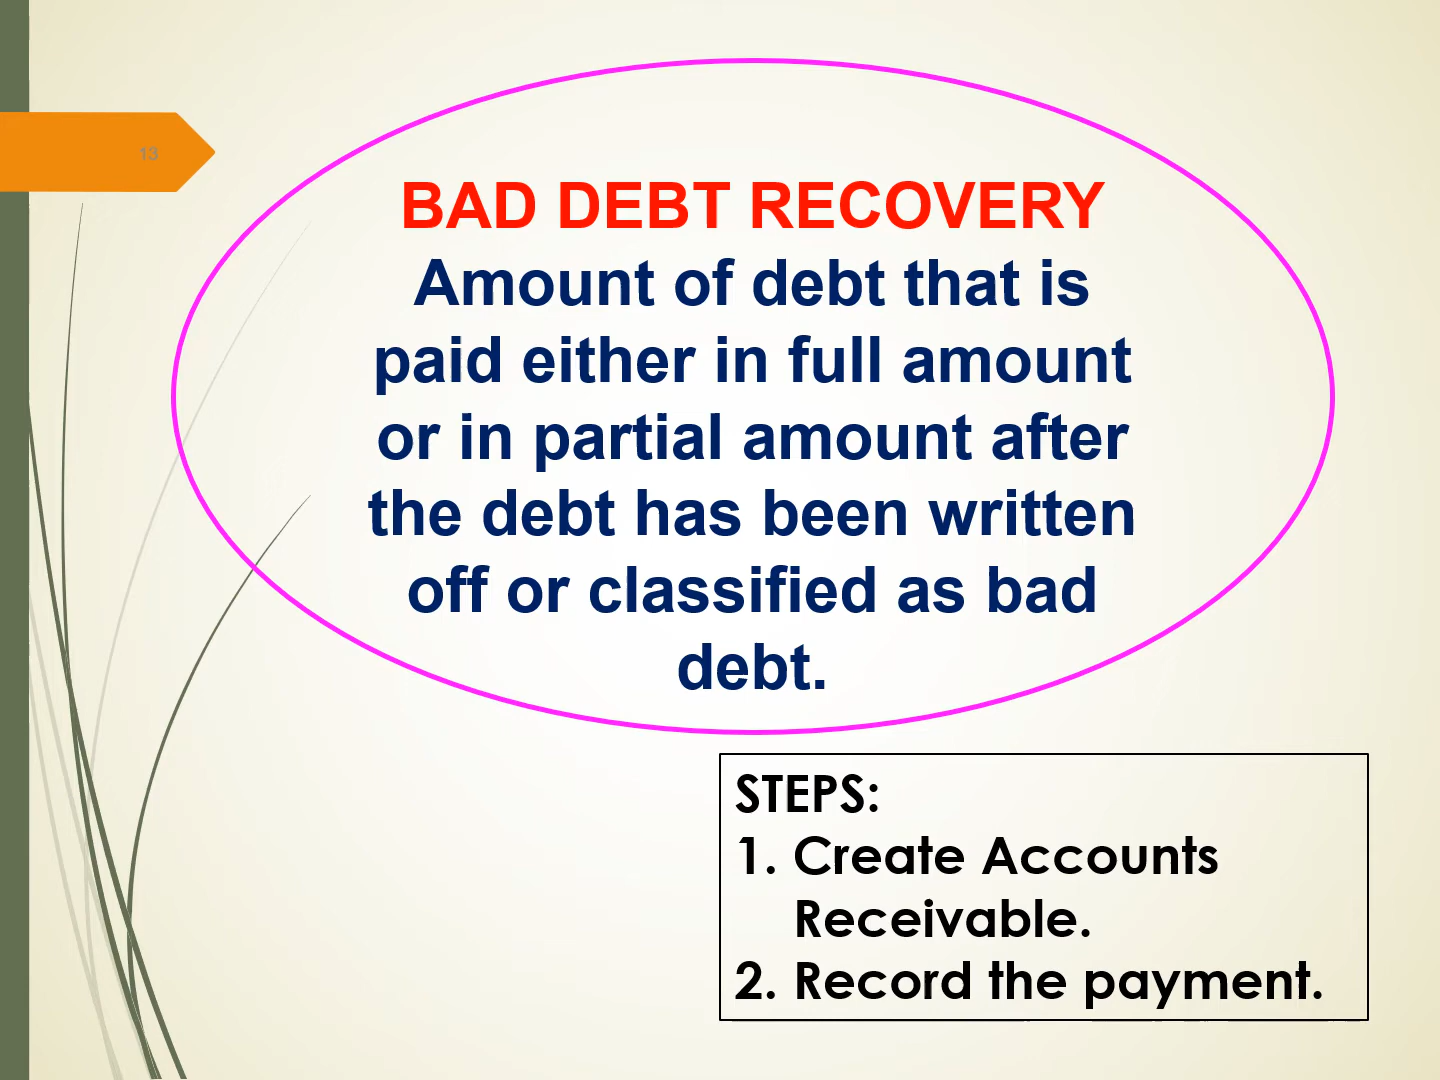 13
BAD DEBT RECOVERY
Amount of debt that is
paid either in full amount
or in partial amount after
the debt has been written
off or classified as bad
debt.
STEPS:
1. Create Accounts
Receivable.
2. Record the payment.